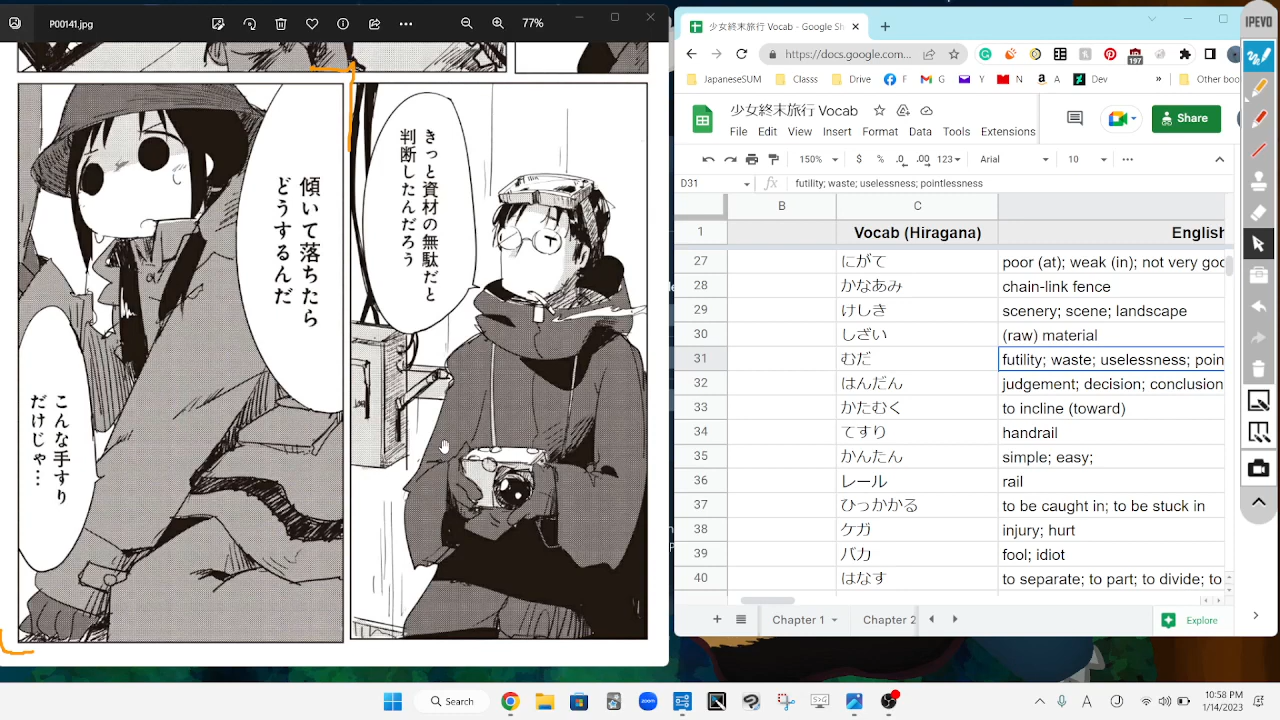 P00141.jpg
77%
きっと資材の無駄だと
判断したんだろう
傾いて落ちたら
どうするんだ
こんな手すり
だけじゃ…
少女終末旅行 Vocab - Google Sh
https://docs.google.com...
197
JapaneseSUM
Classs
Drive
F
G
Y
N
Dev
Other boo
少女終末旅行 Vocab
File Edit View Insert Format Data Tools Extensions
Share
150%
$ % .0 .00 123
Arial
10
D31
fx
futility; waste; uselessness; pointlessness
B C
1 Vocab (Hiragana) English
27 にがて poor (at); weak (in); not very goo
28 かなあみ chain-link fence
29 けしき scenery; scene; landscape
30 しざい (raw) material
31 むだ futility; waste; uselessness; poin
32 はんだん judgement; decision; conclusion
33 かたむく to incline (toward)
34 てすり handrail
35 かんたん simple; easy;
36 レール rail
37 ひっかかる to be caught in; to be stuck in
38 ケガ injury; hurt
39 バカ fool; idiot
40 はなす to separate; to part; to divide; to
Chapter 1
Chapter 2
Explore
IPEVO
Search
zoom
A
10:58 PM
1/14/2023